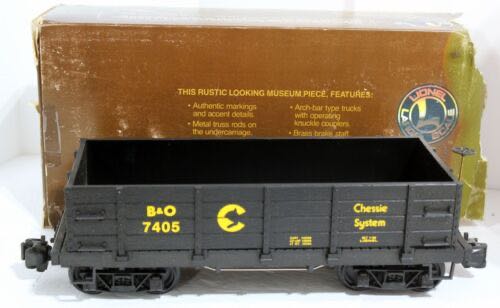 THIS RUSTIC LOOKING MUSEUM PIECE, FEATURES:
• Authentic markings
and accent details.
• Metal truss rods on
the undercarriage.
• Arch-bar type trucks
with operating
knuckle couplers.
• Brass brake staff
LIONEL
B&O
7405
C
Chessie
System